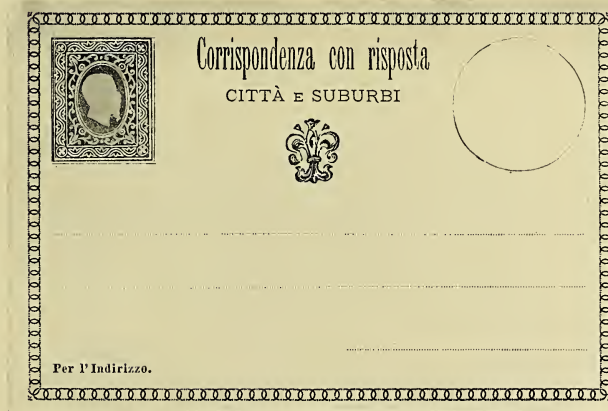 Corrispondenza con risposta
CITTÀ E SUBURBI
Per l'Indirizzo.